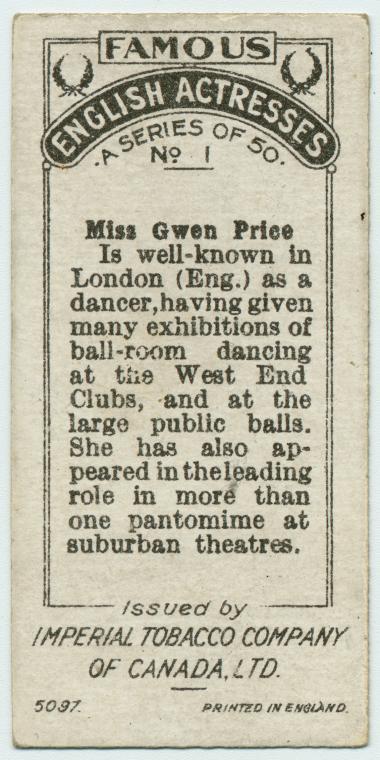 FAMOUS
ENGLISH ACTRESSES
.A SERIES OF 50.
Nº 1
Miss Gwen Price
Is well-known in
London (Eng.) as a
dancer, having given
many exhibitions of
ball-room dancing
at the West End
Clubs, and at the
large public balls.
She has also ap-
peared in the leading
role in more than
one pantomime at
suburban theatres.
Issued by
IMPERIAL TOBACCO COMPANY
OF CANADA, LTD.
5097.
PRINTED IN ENGLAND.